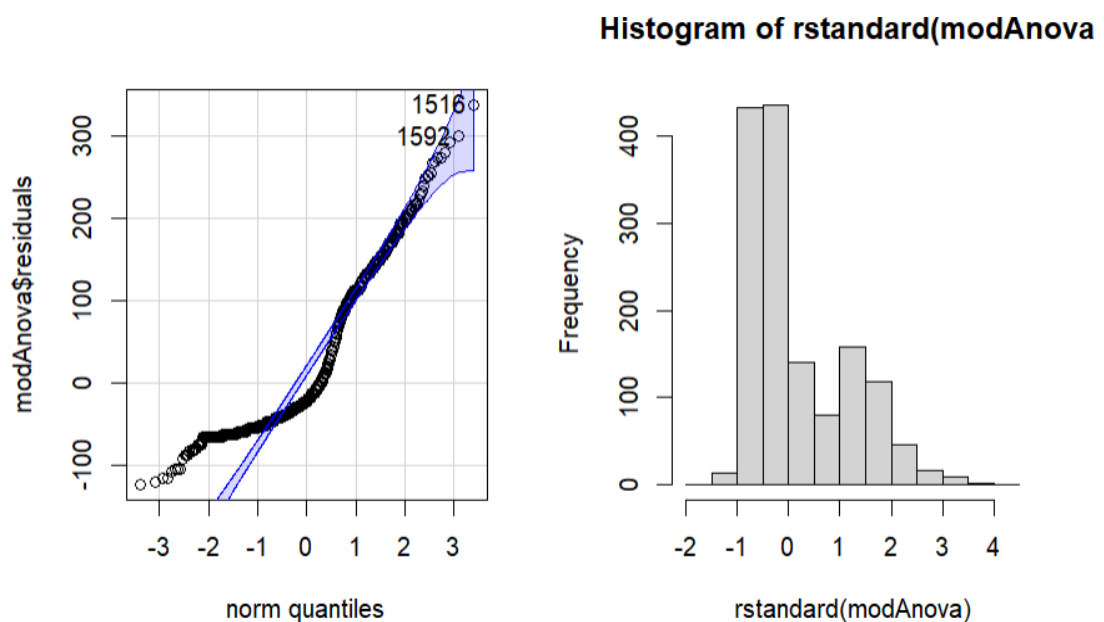 Histogram of rstandard(modAnova
modAnova$residuals
300
200
100
0
-100
1516
1592
-3 -2 -1 0 1 2 3
norm quantiles
Frequency
400
300
200
100
0
-2 -1 0 1 2 3 4
rstandard(modAnova)